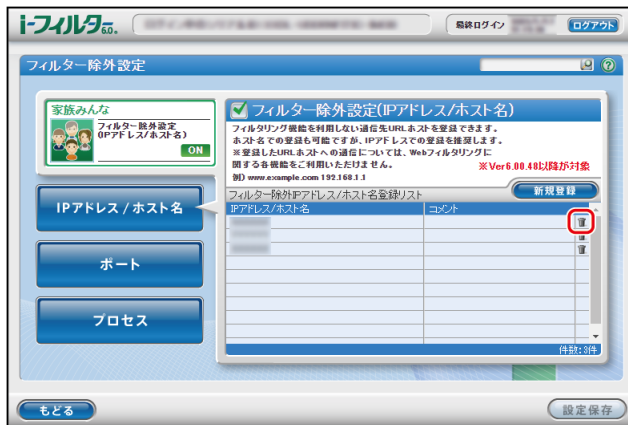 i-フィルター 6.0.
最終ログイン
ログアウト
フィルター除外設定
家族みんな
フィルター除外設定
(IPアドレス/ホスト名)
ON
IPアドレス / ホスト名
ポート
プロセス
フィルター除外設定(IPアドレス/ホスト名)
フィルタリング機能を利用しない通信先URLホストを登録できます。
ホスト名での登録も可能ですが、IPアドレスでの登録を推奨します。
※登録したURLホストへの通信については、Webフィルタリングに
関する各機能をご利用いただけません。
※Ver6.00.48以降が対象
例) www.example.com 192.168.1.1
フィルター除外IPアドレス/ホスト名登録リスト
新規登録
IPアドレス/ホスト名
コメント
件数:3件
もどる
設定保存